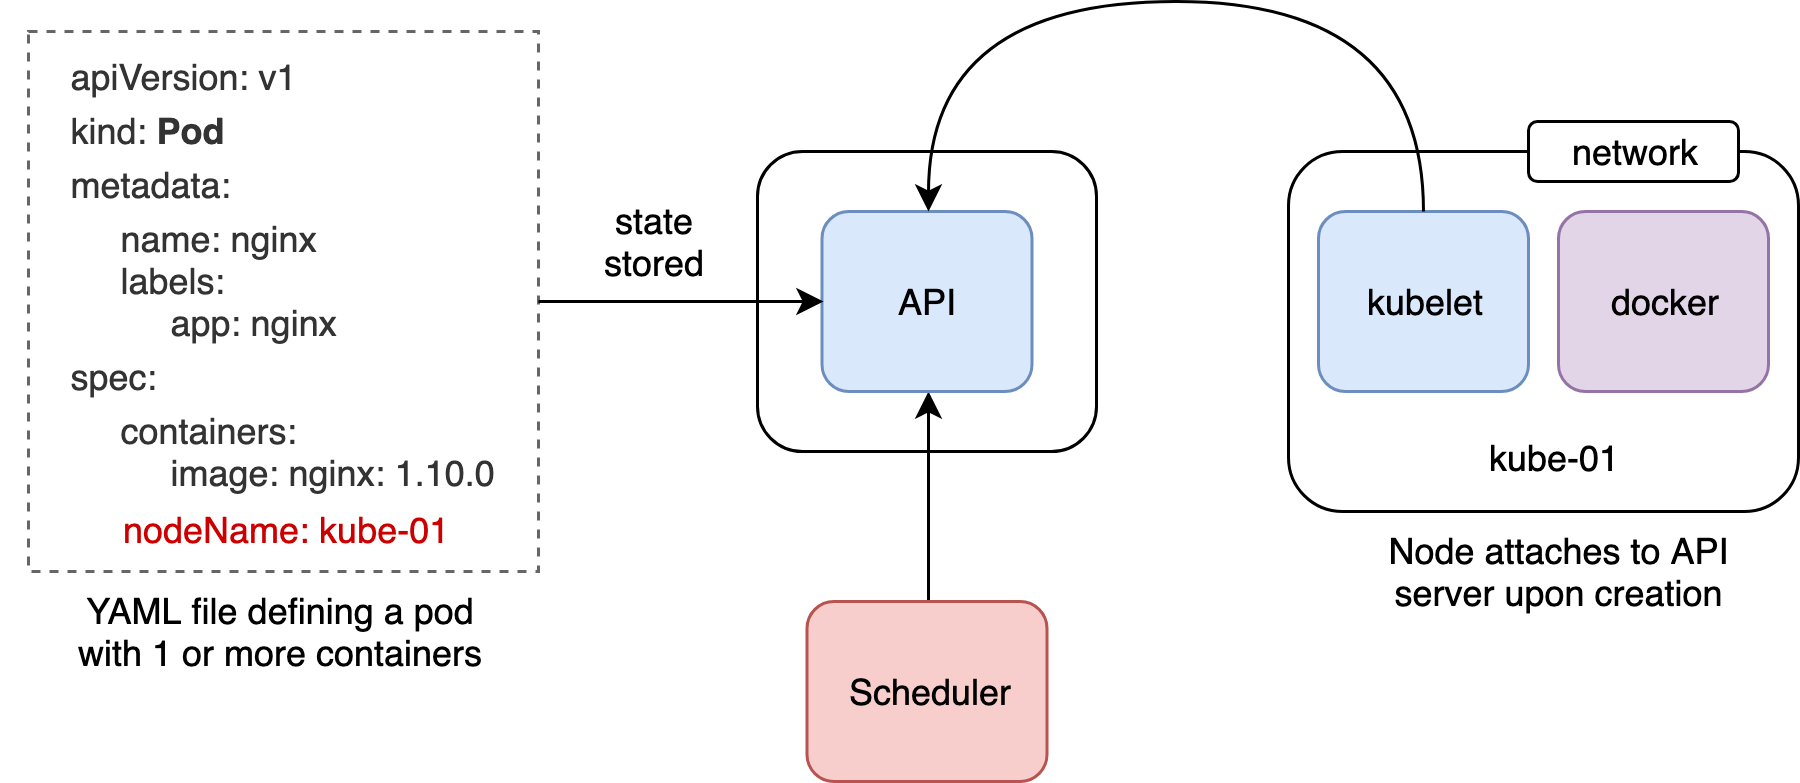 apiVersion: v1
kind: Pod
metadata:
name: nginx
labels:
app: nginx
spec:
containers:
image: nginx: 1.10.0
nodeName: kube-01
YAML file defining a pod
with 1 or more containers
state
stored
API
Scheduler
network
kubelet
docker
kube-01
Node attaches to API
server upon creation